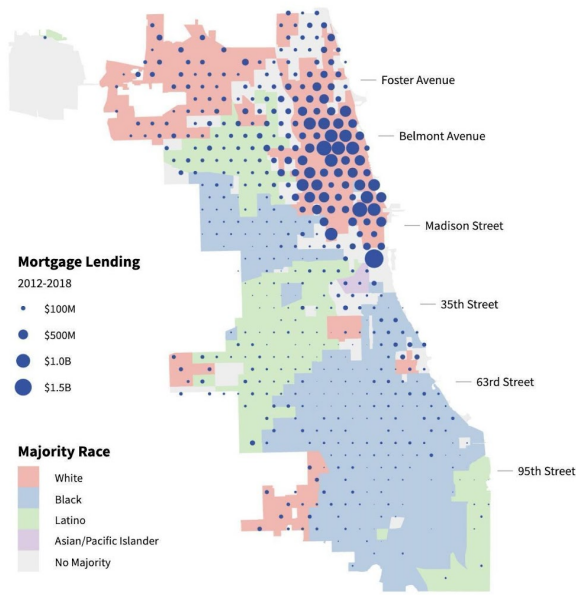 Foster Avenue
Belmont Avenue
Madison Street
Mortgage Lending
2012-2018
$100M
$500M
$1.0B
$1.5B
35th Street
63rd Street
Majority Race
White
Black
Latino
Asian/Pacific Islander
No Majority
95th Street